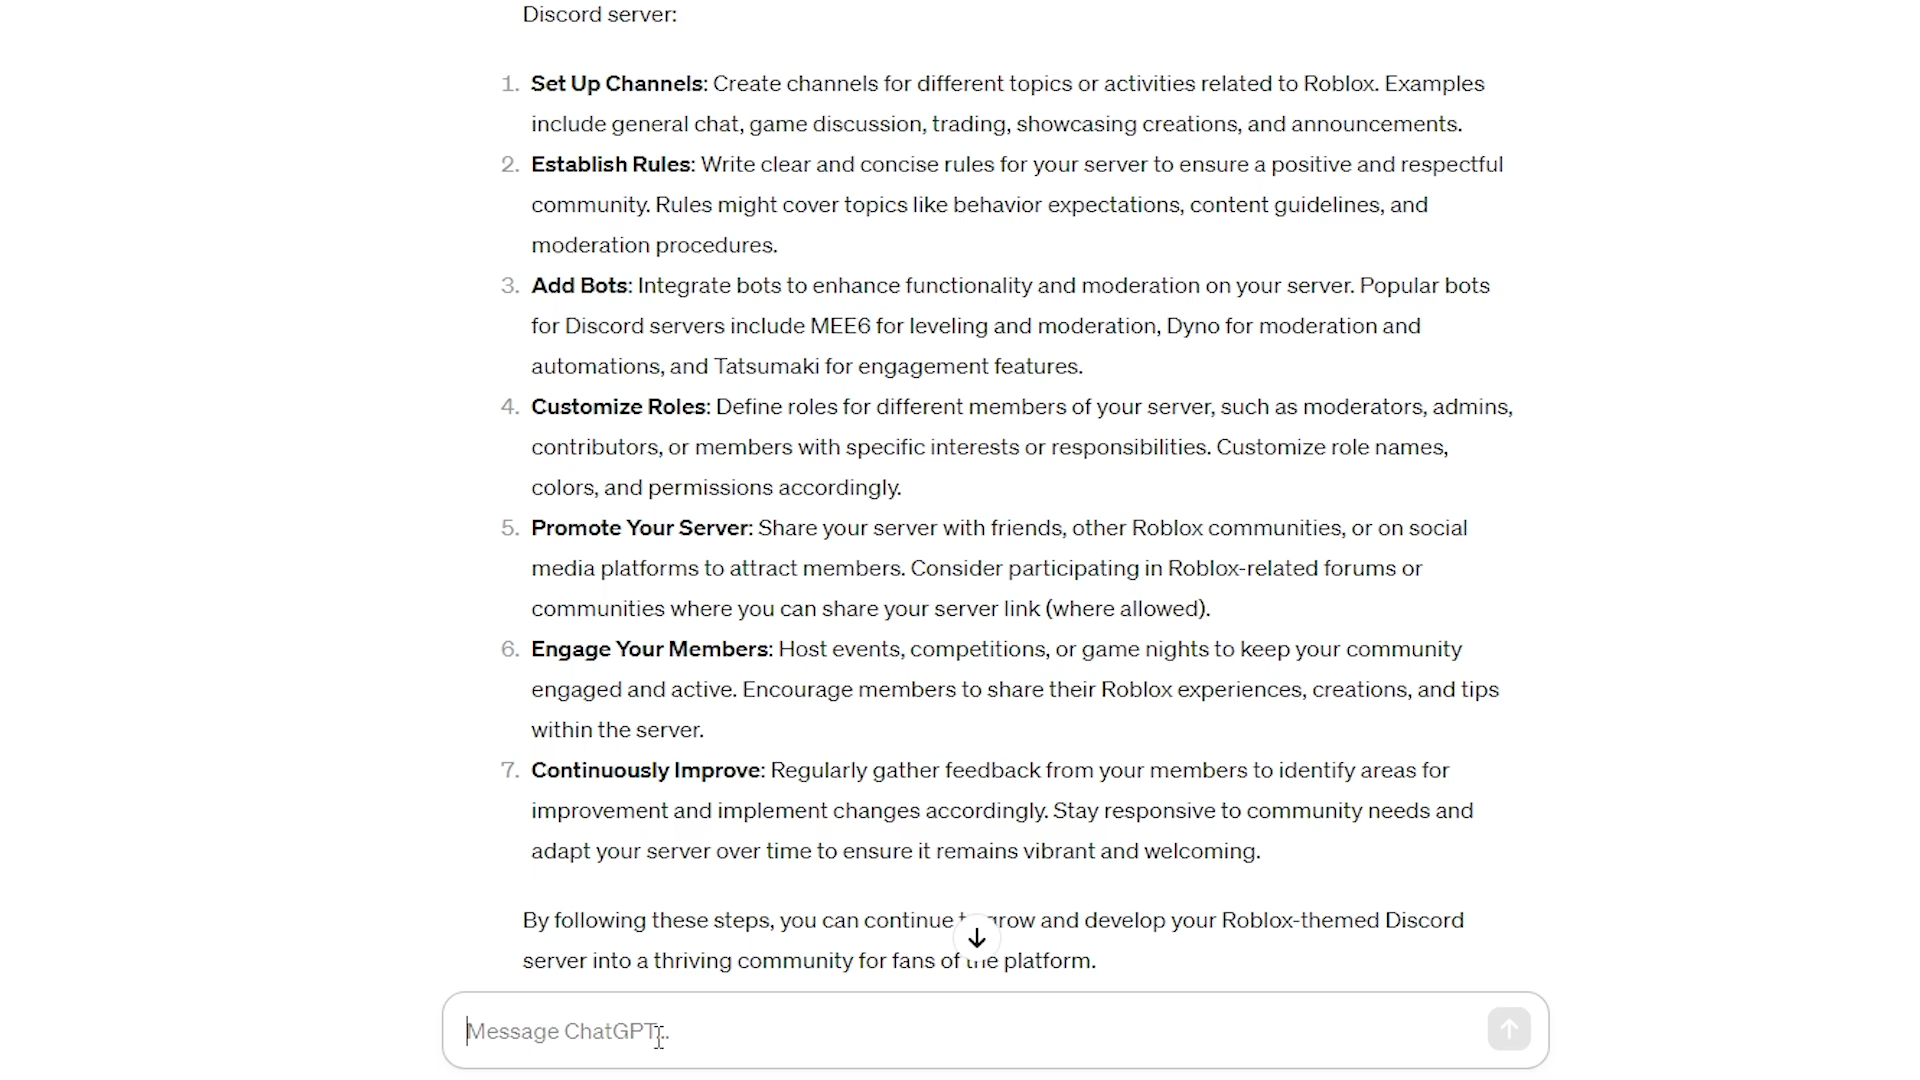 Discord server:
1. Set Up Channels: Create channels for different topics or activities related to Roblox. Examples
include general chat, game discussion, trading, showcasing creations, and announcements.
2. Establish Rules: Write clear and concise rules for your server to ensure a positive and respectful
community. Rules might cover topics like behavior expectations, content guidelines, and
moderation procedures.
3. Add Bots: Integrate bots to enhance functionality and moderation on your server. Popular bots
for Discord servers include MEE6 for leveling and moderation, Dyno for moderation and
automations, and Tatsumaki for engagement features.
4. Customize Roles: Define roles for different members of your server, such as moderators, admins,
contributors, or members with specific interests or responsibilities. Customize role names,
colors, and permissions accordingly.
5. Promote Your Server: Share your server with friends, other Roblox communities, or on social
media platforms to attract members. Consider participating in Roblox-related forums or
communities where you can share your server link (where allowed).
6. Engage Your Members: Host events, competitions, or game nights to keep your community
engaged and active. Encourage members to share their Roblox experiences, creations, and tips
within the server.
7. Continuously Improve: Regularly gather feedback from your members to identify areas for
improvement and implement changes accordingly. Stay responsive to community needs and
adapt your server over time to ensure it remains vibrant and welcoming.
By following these steps, you can continue to grow and develop your Roblox-themed Discord
server into a thriving community for fans of the platform.
Message ChatGPT...